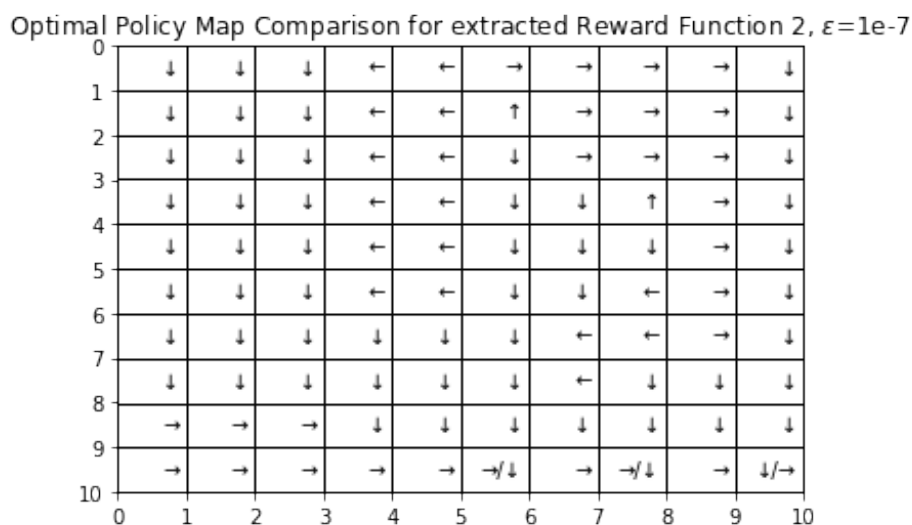 Optimal Policy Map Comparison for extracted Reward Function 2, ε=1e-7
0
↓ ↓ ↓ ← ← → → → → ↓
1
↓ ↓ ↓ ← ← ↑ → → → ↓
2
↓ ↓ ↓ ← ← ↓ → → → ↓
3
↓ ↓ ↓ ← ← ↓ ↓ ↑ → ↓
4
↓ ↓ ↓ ← ← ↓ ↓ ↓ → ↓
5
↓ ↓ ↓ ← ← ↓ ↓ ← → ↓
6
↓ ↓ ↓ ↓ ↓ ↓ ← ← → ↓
7
↓ ↓ ↓ ↓ ↓ ↓ ← ↓ ↓ ↓
8
→ → → ↓ ↓ ↓ ↓ ↓ ↓ ↓
9
→ → → → → →/↓ → →/↓ → ↓/→
10
0 1 2 3 4 5 6 7 8 9 10